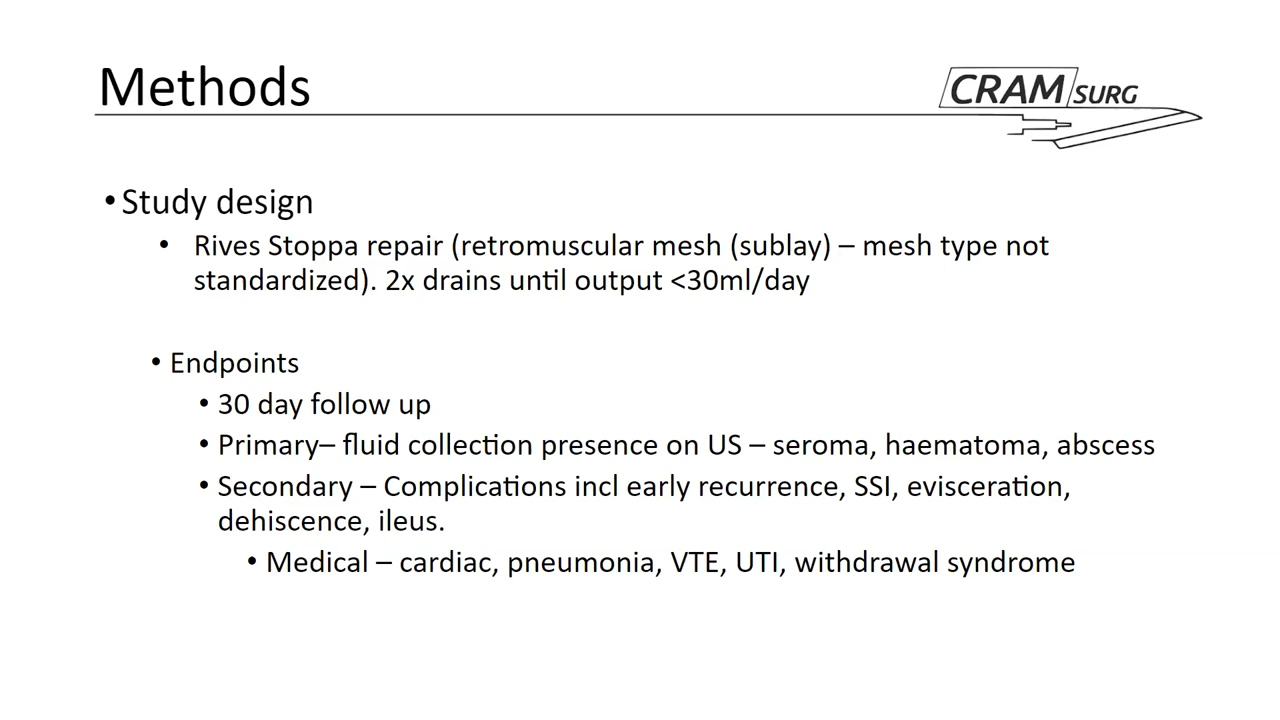 Methods
CRAM SURG
• Study design
• Rives Stoppa repair (retromuscular mesh (sublay) – mesh type not
standardized). 2x drains until output <30ml/day
• Endpoints
• 30 day follow up
• Primary– fluid collection presence on US – seroma, haematoma, abscess
• Secondary – Complications incl early recurrence, SSI, evisceration,
dehiscence, ileus.
• Medical – cardiac, pneumonia, VTE, UTI, withdrawal syndrome